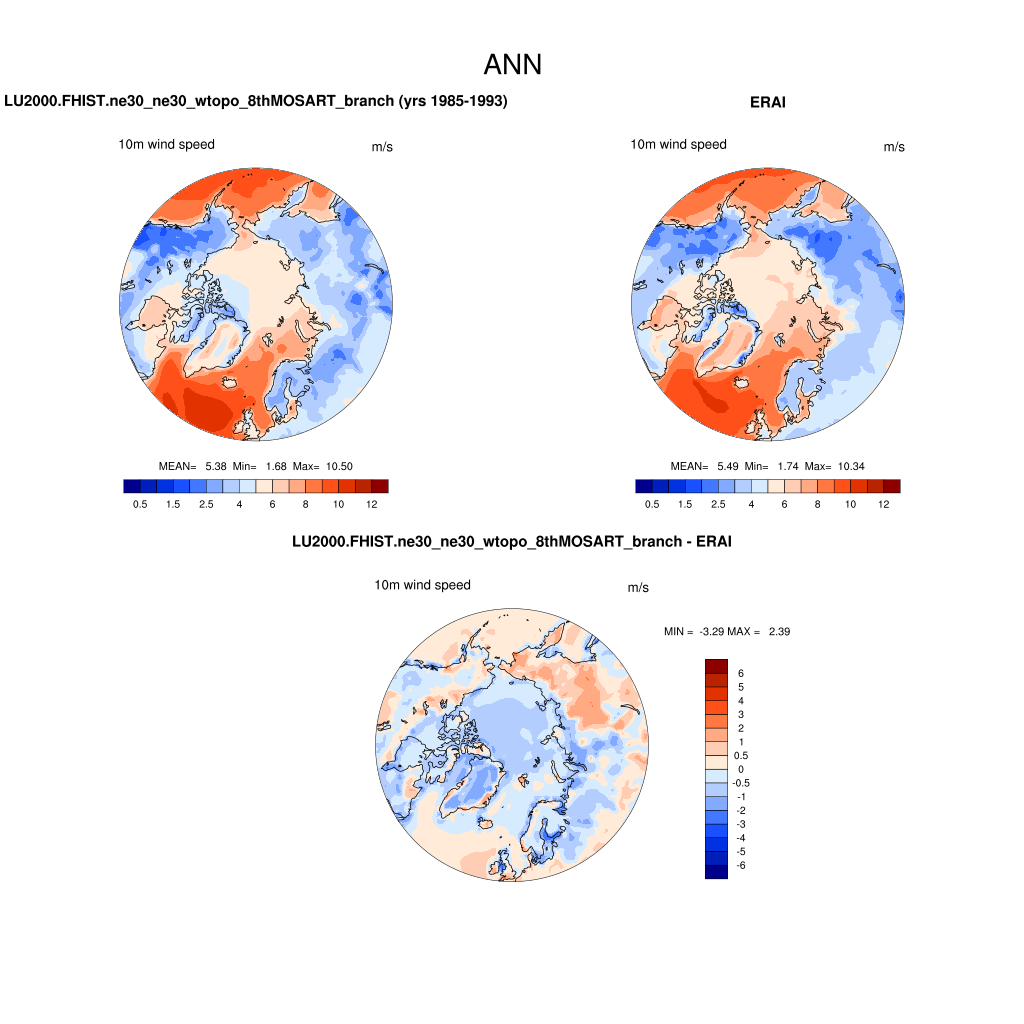 ANN
LU2000.FHIST.ne30_ne30_wtopo_8thMOSART_branch (yrs 1985-1993)
ERAI
10m wind speed m/s
10m wind speed m/s
MEAN= 5.38 Min= 1.68 Max= 10.50
MEAN= 5.49 Min= 1.74 Max= 10.34
0.5 1.5 2.5 4 6 8 10 12
0.5 1.5 2.5 4 6 8 10 12
LU2000.FHIST.ne30_ne30_wtopo_8thMOSART_branch - ERAI
10m wind speed m/s
MIN = -3.29 MAX = 2.39
6
5
4
3
2
1
0.5
0
-0.5
-1
-2
-3
-4
-5
-6